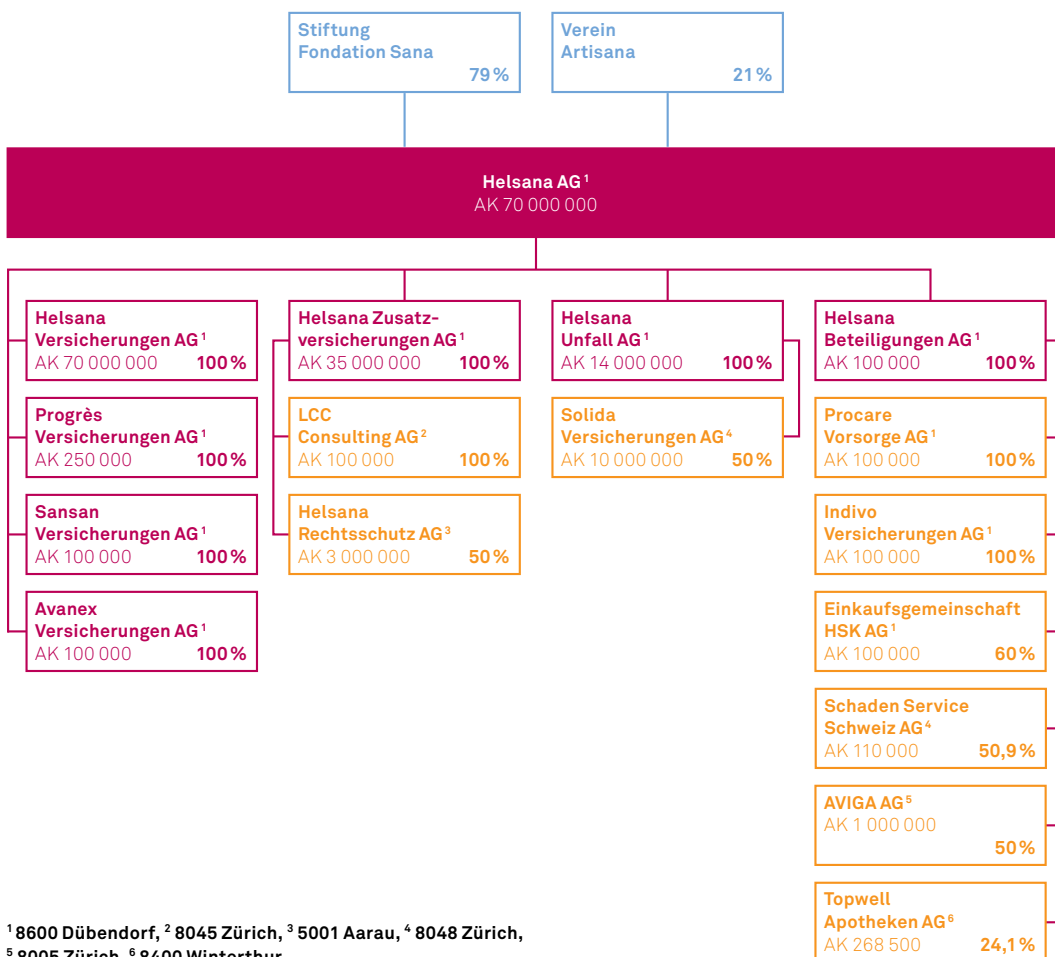 Stiftung
Fondation Sana
79 %
Verein
Artisana
21 %
Helsana AG ¹
AK 70 000 000
Helsana
Versicherungen AG ¹
AK 70 000 000 100 %
Progrès
Versicherungen AG ¹
AK 250 000 100 %
Sansan
Versicherungen AG ¹
AK 100 000 100 %
Avanex
Versicherungen AG ¹
AK 100 000 100 %
Helsana Zusatz-
versicherungen AG ¹
AK 35 000 000 100 %
LCC
Consulting AG ²
AK 100 000 100 %
Helsana
Rechtsschutz AG ³
AK 3 000 000 50 %
Helsana
Unfall AG ¹
AK 14 000 000 100 %
Solida
Versicherungen AG ⁴
AK 10 000 000 50 %
Helsana
Beteiligungen AG ¹
AK 100 000 100 %
Procare
Vorsorge AG ¹
AK 100 000 100 %
Indivo
Versicherungen AG ¹
AK 100 000 100 %
Einkaufsgemeinschaft
HSK AG ¹
AK 100 000 60 %
Schaden Service
Schweiz AG ⁴
AK 110 000 50,9 %
AVIGA AG ⁵
AK 1 000 000
50 %
Topwell
Apotheken AG ⁶
AK 268 500 24,1 %
¹ 8600 Dübendorf, ² 8045 Zürich, ³ 5001 Aarau, ⁴ 8048 Zürich,
⁵ 8005 Zürich, ⁶ 8400 Winterthur